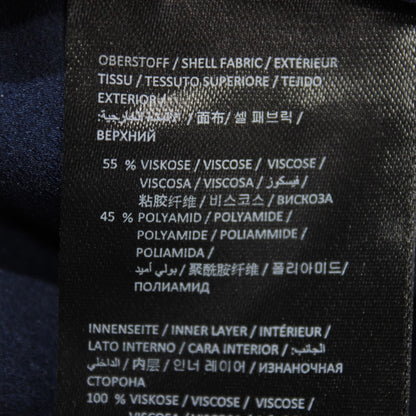 OBERSTOFF / SHELL FABRIC / EXTÉRIEUR
TISSU / TESSUTO SUPERIORE / TEJIDO
EXTERIOR /
الخارجية: / 面布 / 셀 패브릭 /
ВЕРХНИЙ
55 % VISKOSE / VISCOSE / VISCOSE /
VISCOSA / VISCOSA / فيسكوز /
粘胶纤维 / 비스코스 / ВИСКОЗА
45 % POLYAMID / POLYAMIDE /
POLYAMIDE / POLIAMMIDE /
POLIAMIDA / بولي أميد /
聚酰胺纤维 / 폴리아미드 /
ПОЛИАМИД
INNENSEITE / INNER LAYER / INTÉRIEUR /
LATO INTERNO / CARA INTERIOR / الجانب:
الداخلي / 内层 / 인너 레이어 / ИЗНАНОЧНАЯ
СТОРОНА
100 % VISKOSE / VISCOSE / VISCOSE /